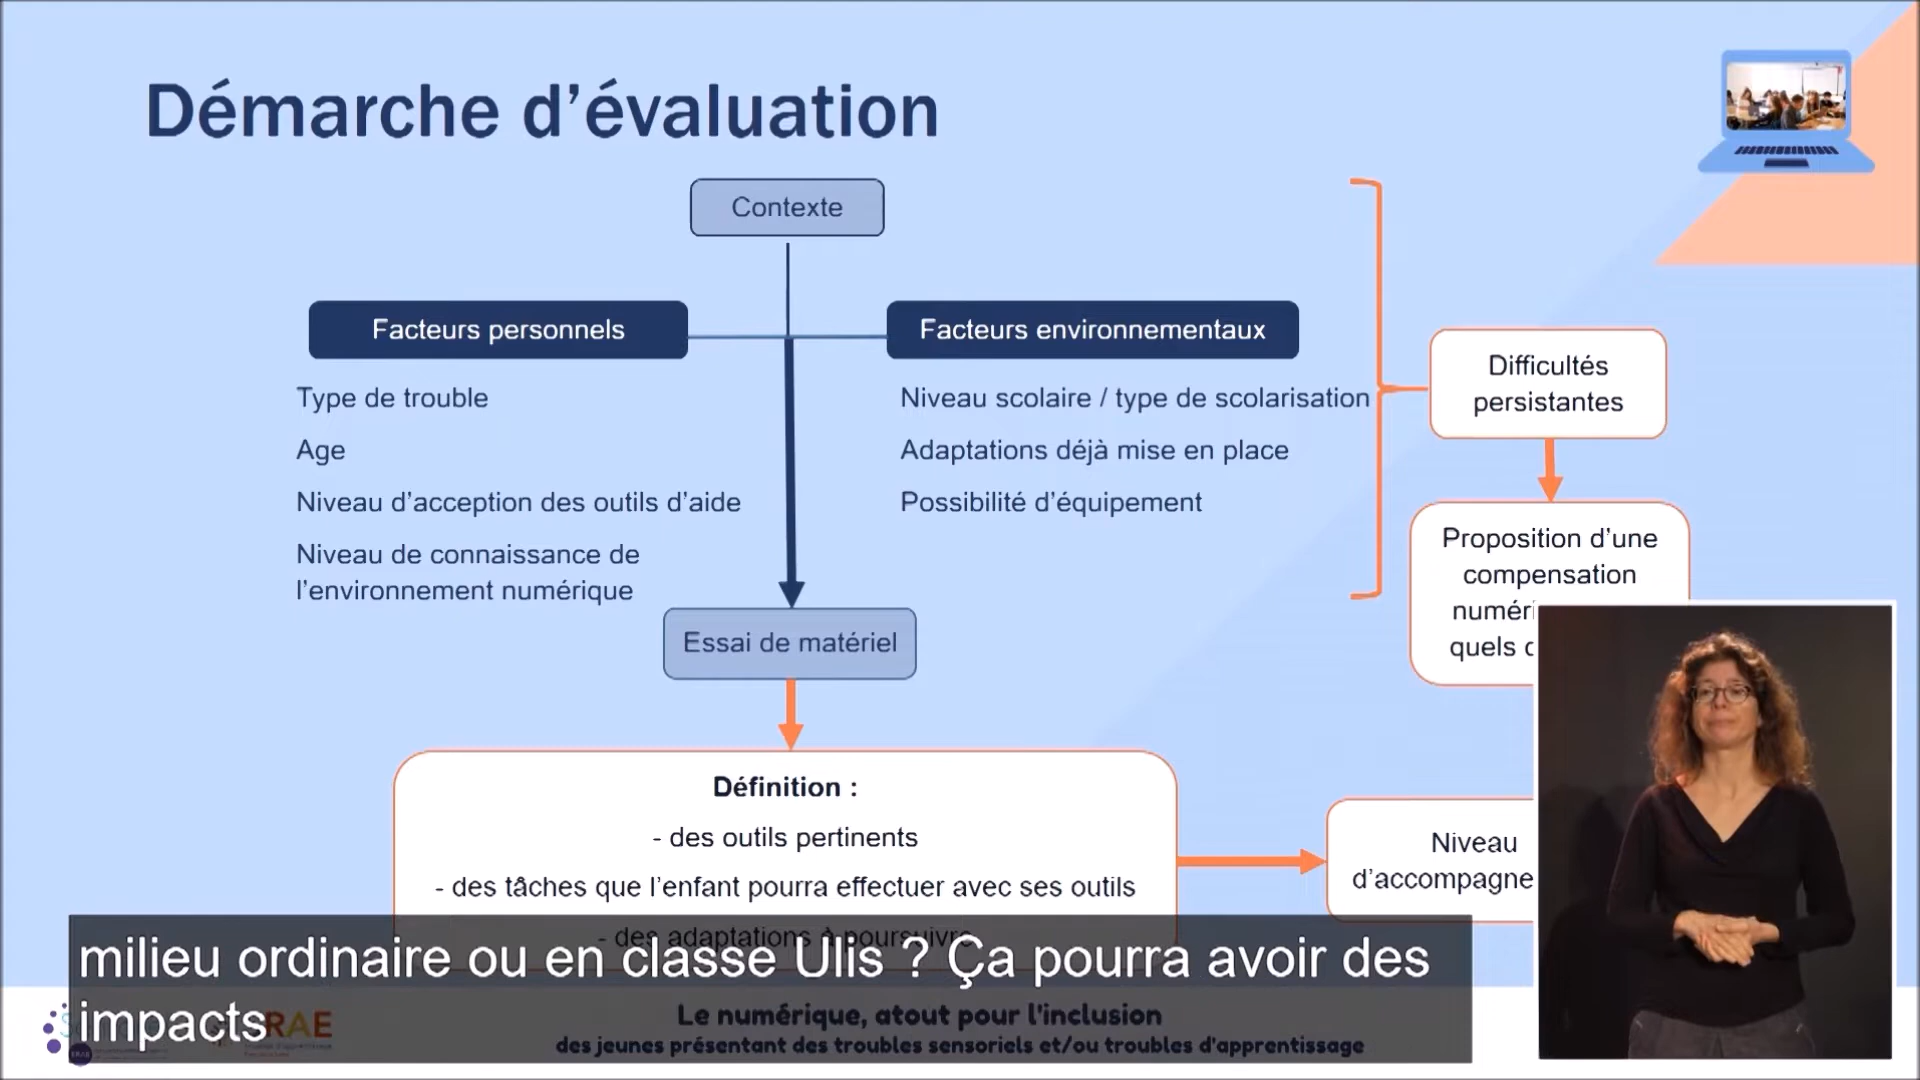 Démarche d’évaluation
Contexte
Facteurs personnels
Facteurs environnementaux
Type de trouble
Age
Niveau d’acception des outils d’aide
Niveau de connaissance de
l’environnement numérique
Niveau scolaire / type de scolarisation
Adaptations déjà mise en place
Possibilité d’équipement
Difficultés
persistantes
Proposition d’une
compensation
quels
Essai de matériel
Définition :
- des outils pertinents
- des tâches que l’enfant pourra effectuer avec ses outils
- des adaptations à poursuivre
Niveau
milieu ordinaire ou en classe Ulis ? Ça pourra avoir des
impacts
Le numérique, atout pour l'inclusion
des jeunes présentant des troubles sensoriels et/ou troubles d'apprentissage